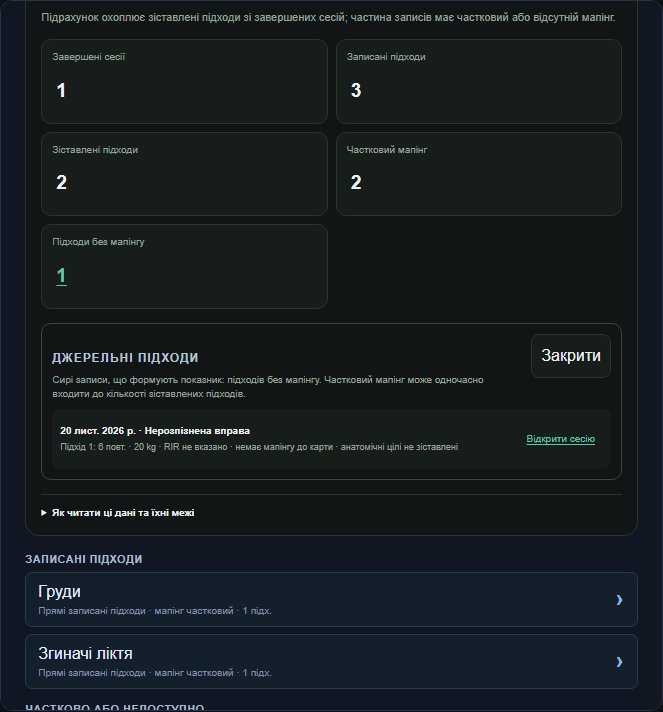 Підрахунок охоплює зіставлені підходи зі завершених сесій; частина записів має частковий або відсутній мапінг.
Завершені сесії
1
Записані підходи
3
Зіставлені підходи
2
Частковий мапінг
2
Підходи без мапінгу
1
ДЖЕРЕЛЬНІ ПІДХОДИ
Закрити
Сирі записи, що формують показник: підходів без мапінгу. Частковий мапінг може одночасно
входити до кількості зіставлених підходів.
20 лист. 2026 р. · Нерозпізнена вправа
Підхід 1: 6 повт. · 20 kg · RIR не вказано · немає мапінгу до карти · анатомічні цілі не зіставлені
Відкрити сесію
Як читати ці дані та їхні межі
ЗАПИСАНІ ПІДХОДИ
Груди
Прямі записані підходи · мапінг частковий · 1 підх.
Згиначі ліктя
Прямі записані підходи · мапінг частковий · 1 підх.
ЧАСТКОВО АБО НЕДОСТУПНО